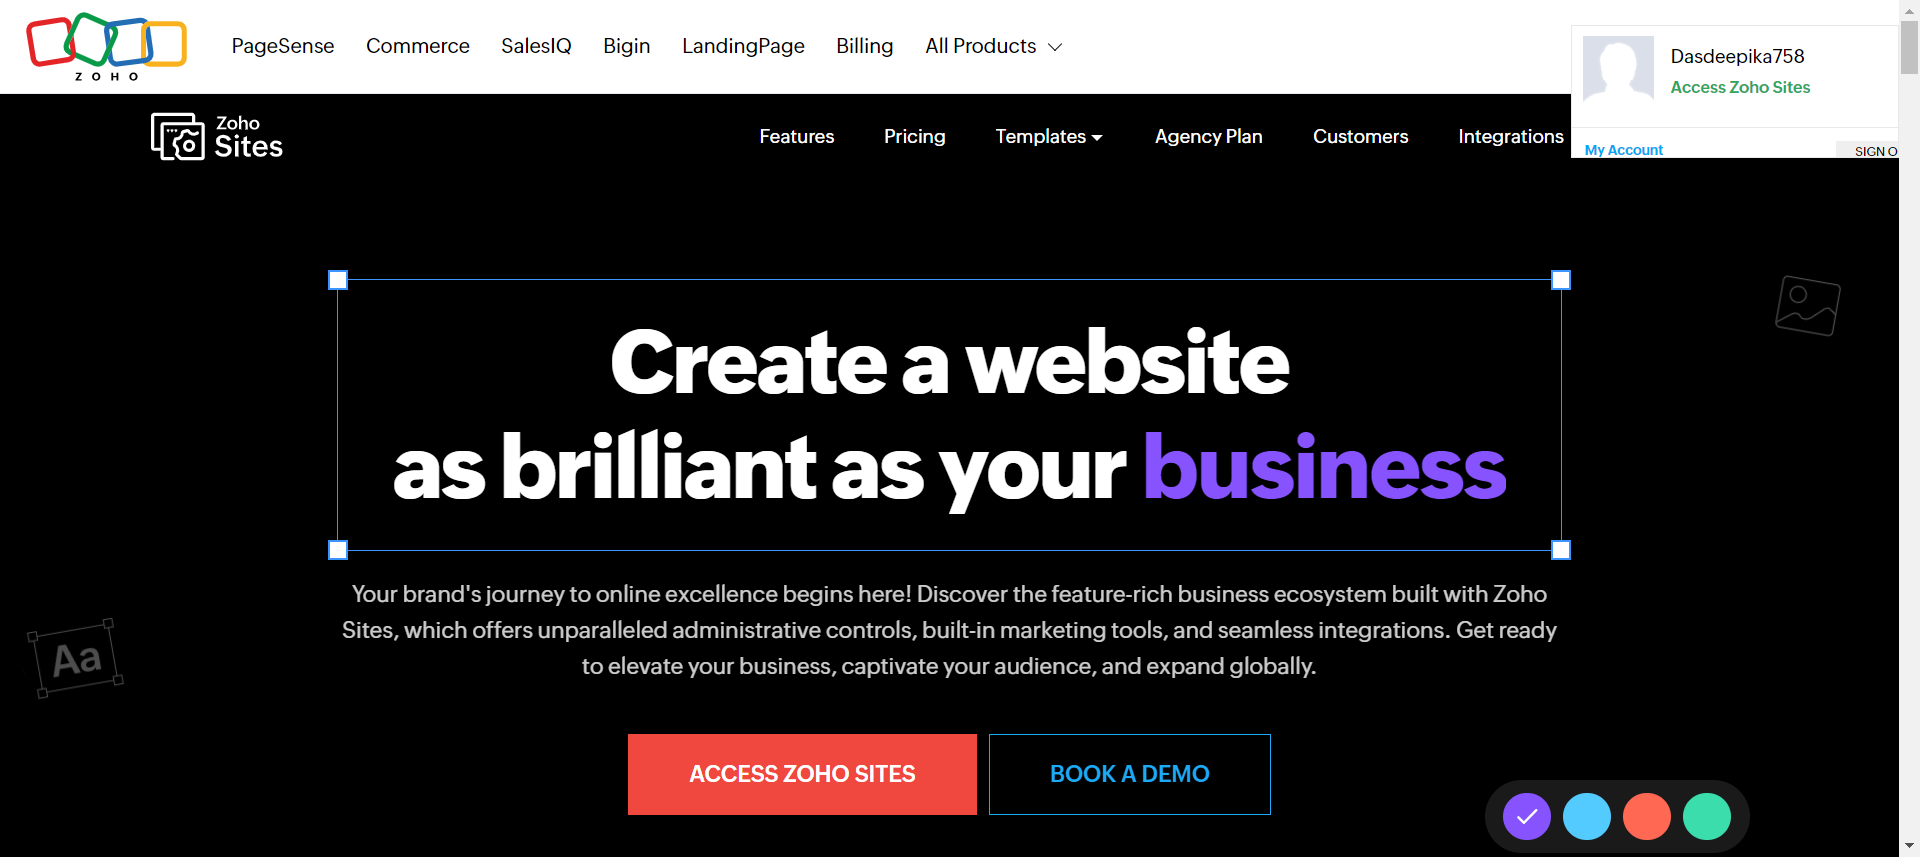 ZOHO
PageSense Commerce SalesIQ Bigin LandingPage Billing All Products
Dasdeepika758
Access Zoho Sites
My Account SIGN O
Zoho
Sites
Features Pricing Templates Agency Plan Customers Integrations
Create a website
as brilliant as your business
Your brand's journey to online excellence begins here! Discover the feature-rich business ecosystem built with Zoho
Sites, which offers unparalleled administrative controls, built-in marketing tools, and seamless integrations. Get ready
to elevate your business, captivate your audience, and expand globally.
Aa
ACCESS ZOHO SITES BOOK A DEMO